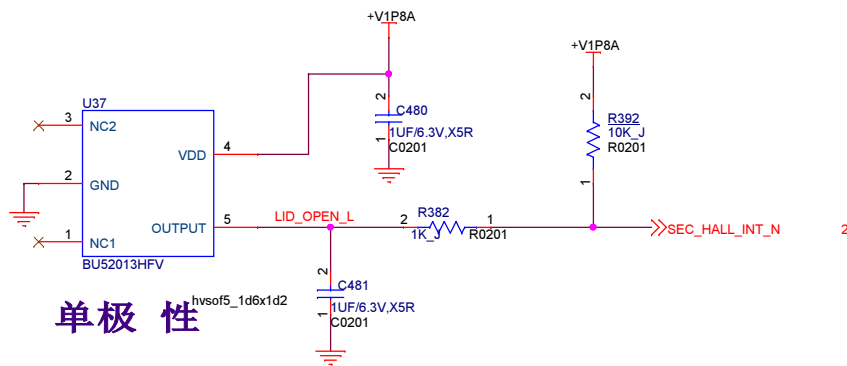 +V1P8A
+V1P8A
U37
3
NC2
VDD
4
2
GND
OUTPUT
5
1
NC1
BU52013HFV
hvsof5_1d6x1d2
单极 性
2
C480
1UF/6.3V,X5R
1
C0201
2
R392
10K_J
R0201
1
LID_OPEN_L
2
R382
1
1K_J
R0201
SEC_HALL_INT_N
2
2
C481
1UF/6.3V,X5R
1
C0201